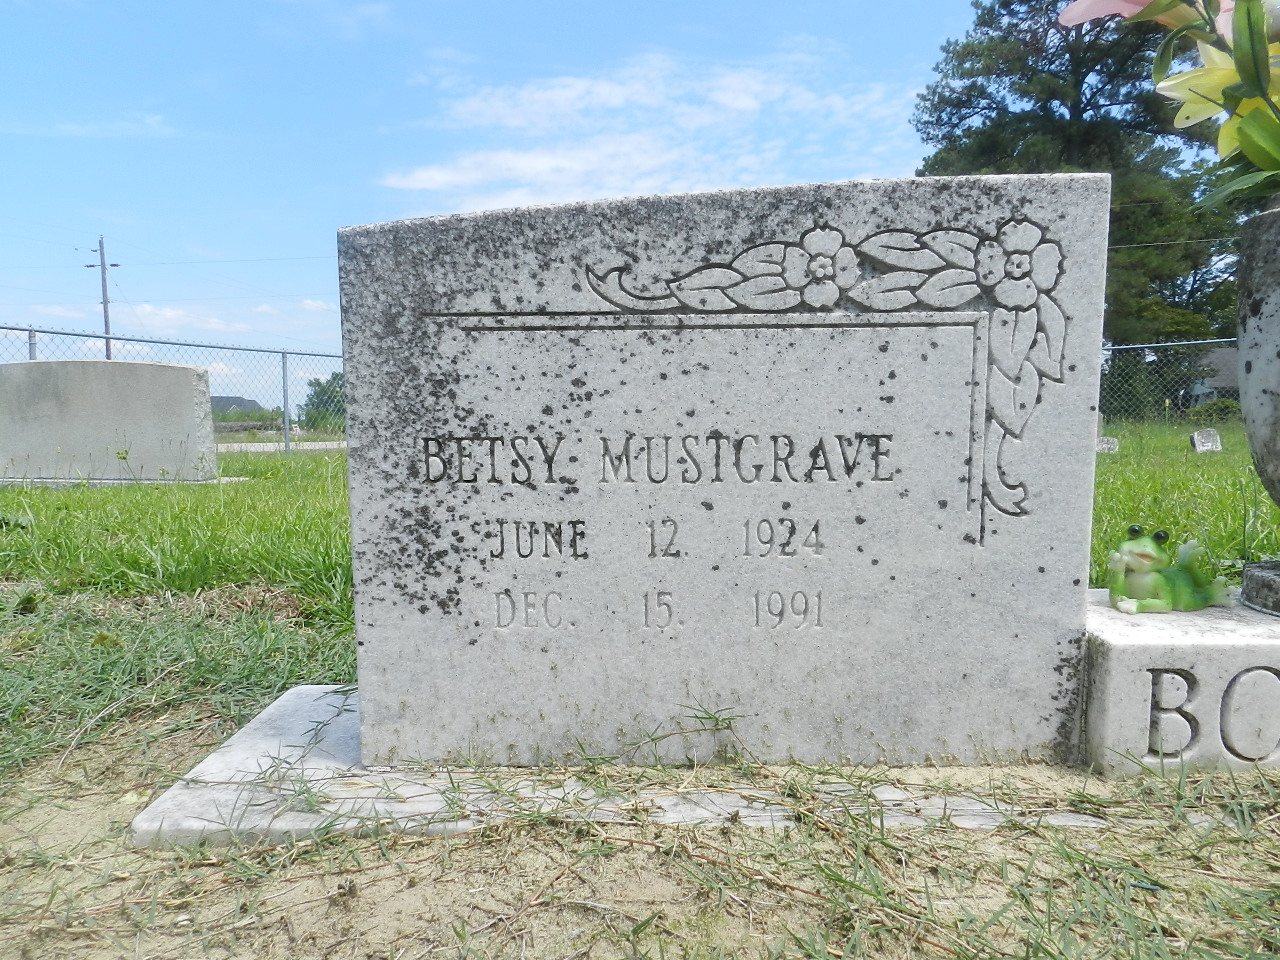 BETSY MUSTGRAVE
JUNE 12. 1924
DEC. 15. 1991
BO